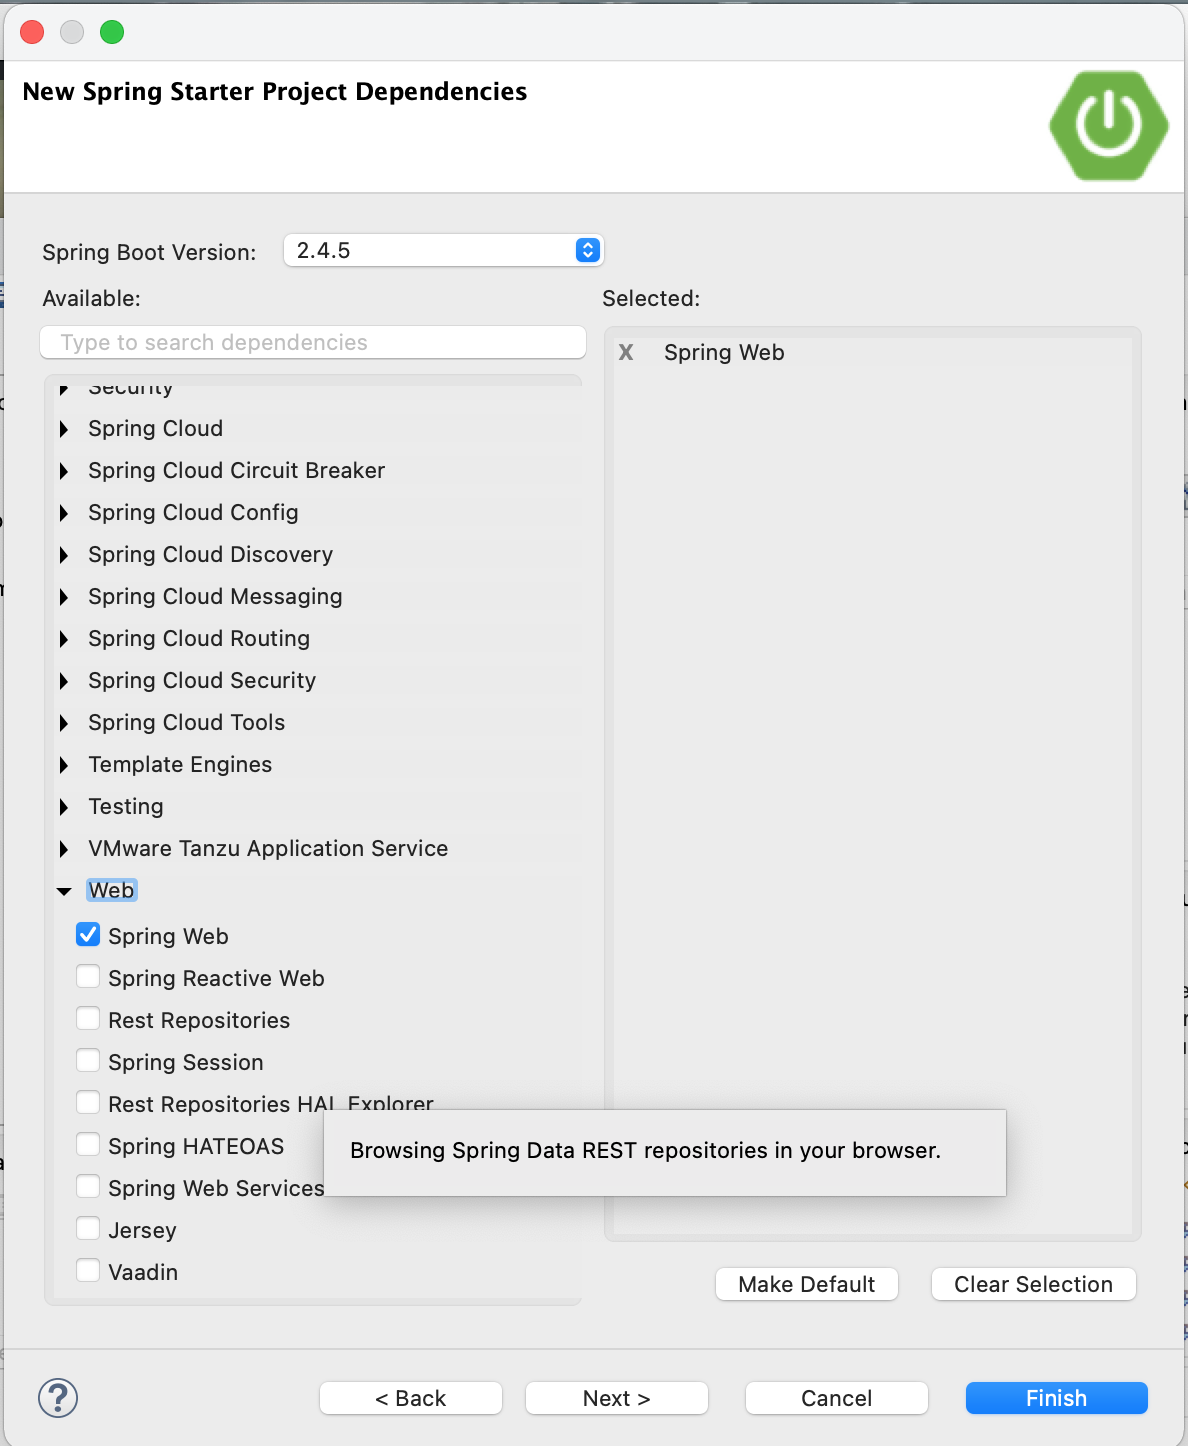 New Spring Starter Project Dependencies
Spring Boot Version:
2.4.5
Available:
Selected:
Type to search dependencies
X Spring Web
Security
Spring Cloud
Spring Cloud Circuit Breaker
Spring Cloud Config
Spring Cloud Discovery
Spring Cloud Messaging
Spring Cloud Routing
Spring Cloud Security
Spring Cloud Tools
Template Engines
Testing
VMware Tanzu Application Service
Web
Spring Web
Spring Reactive Web
Rest Repositories
Spring Session
Rest Repositories HAL Explorer
Browsing Spring Data REST repositories in your browser.
Spring HATEOAS
Spring Web Services
Jersey
Vaadin
Make Default
Clear Selection
?
< Back
Next >
Cancel
Finish